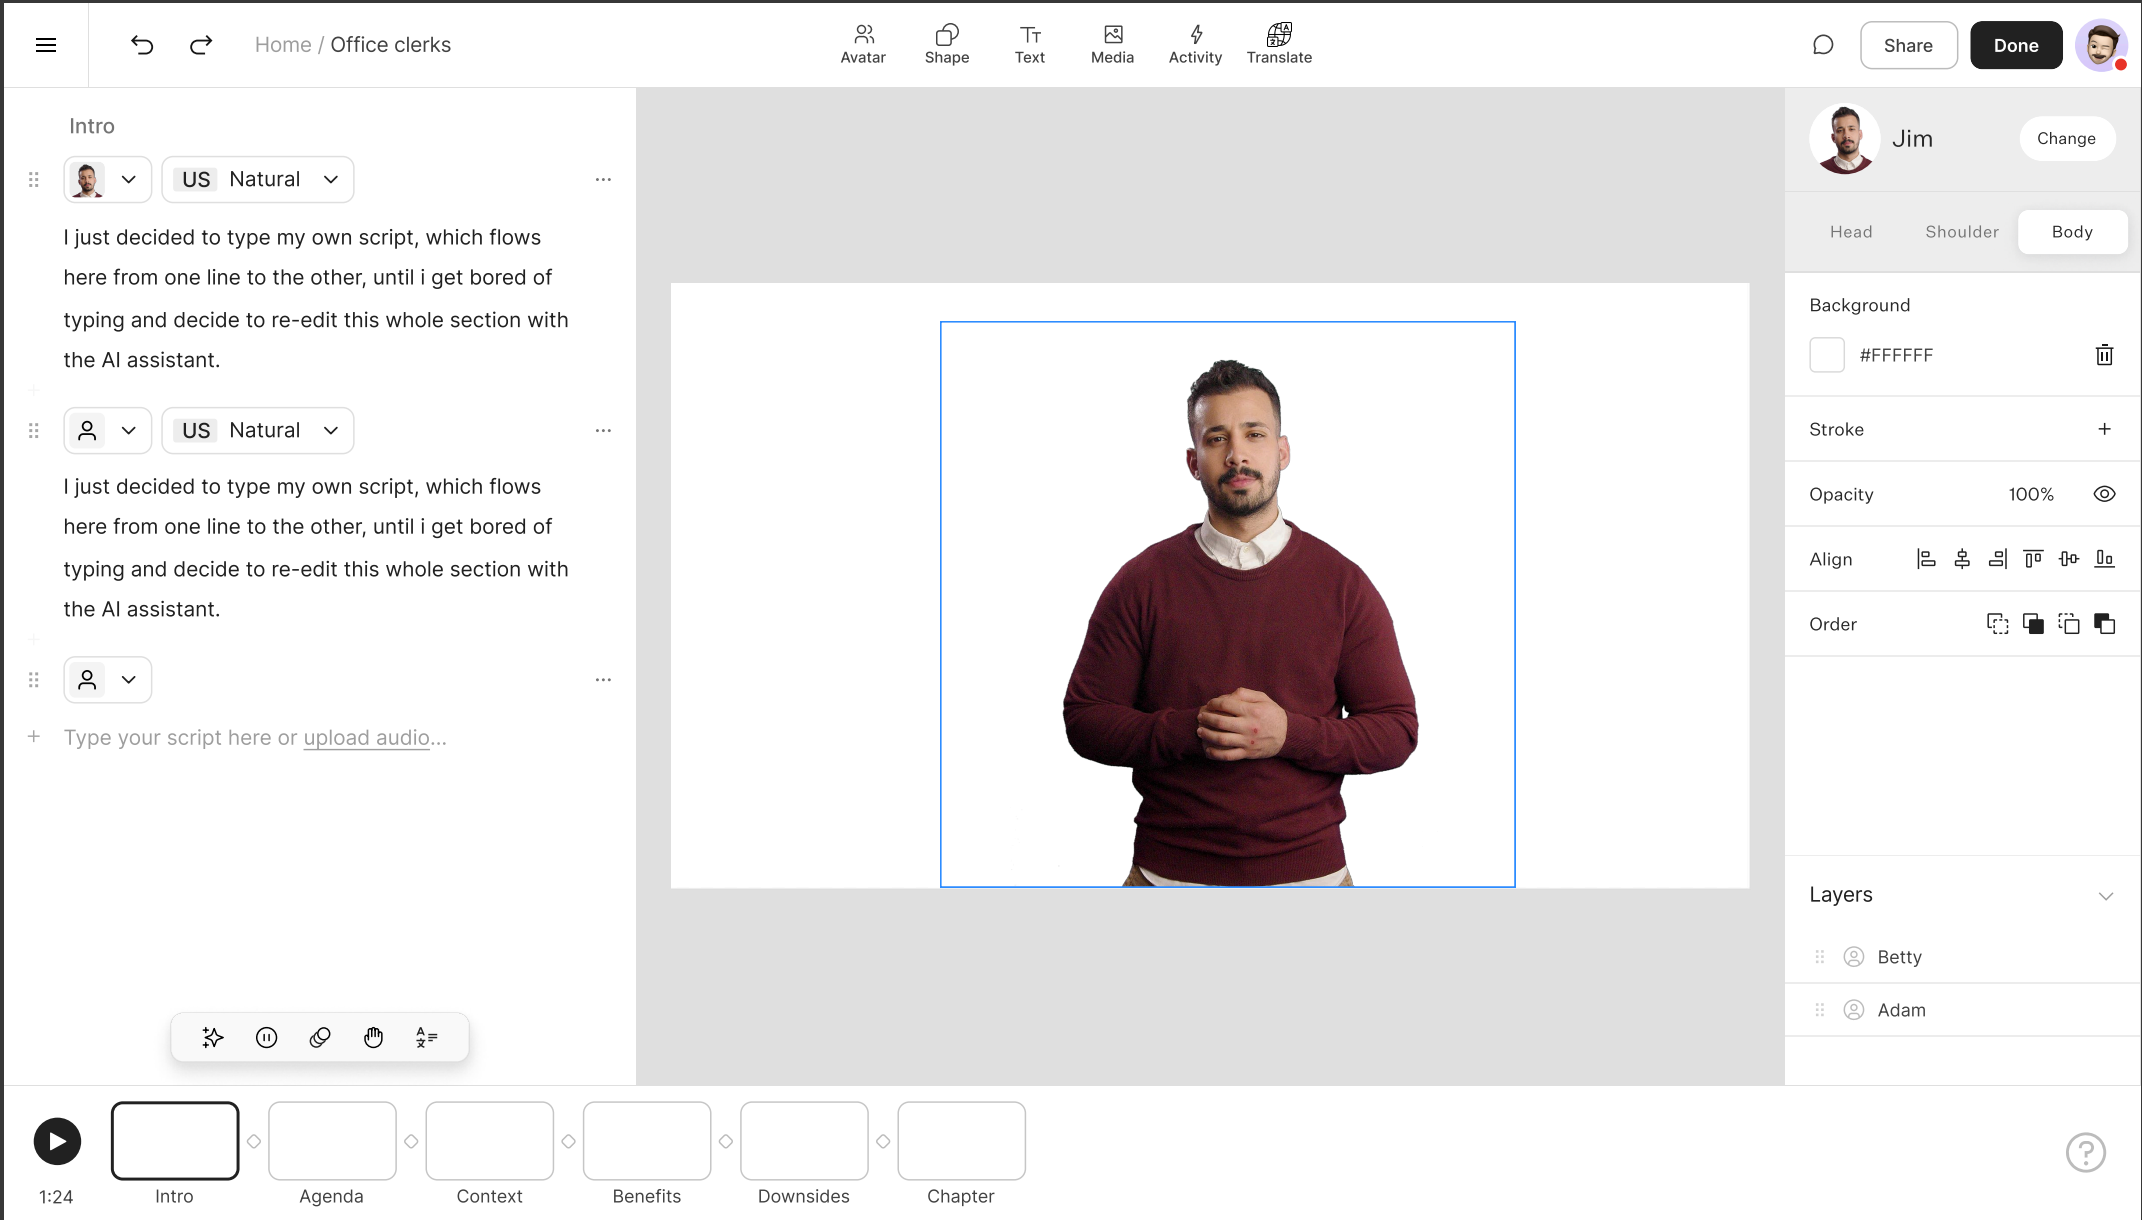 Home / Office clerks
Avatar
Shape
Text
Media
Activity
Translate
Share
Done
Intro
US Natural
I just decided to type my own script, which flows
here from one line to the other, until i get bored of
typing and decide to re-edit this whole section with
the AI assistant.
US Natural
I just decided to type my own script, which flows
here from one line to the other, until i get bored of
typing and decide to re-edit this whole section with
the AI assistant.
Type your script here or upload audio...
Jim
Change
Head
Shoulder
Body
Background
#FFFFFF
Stroke
Opacity
100%
Align
Order
Layers
Betty
Adam
1:24
Intro
Agenda
Context
Benefits
Downsides
Chapter